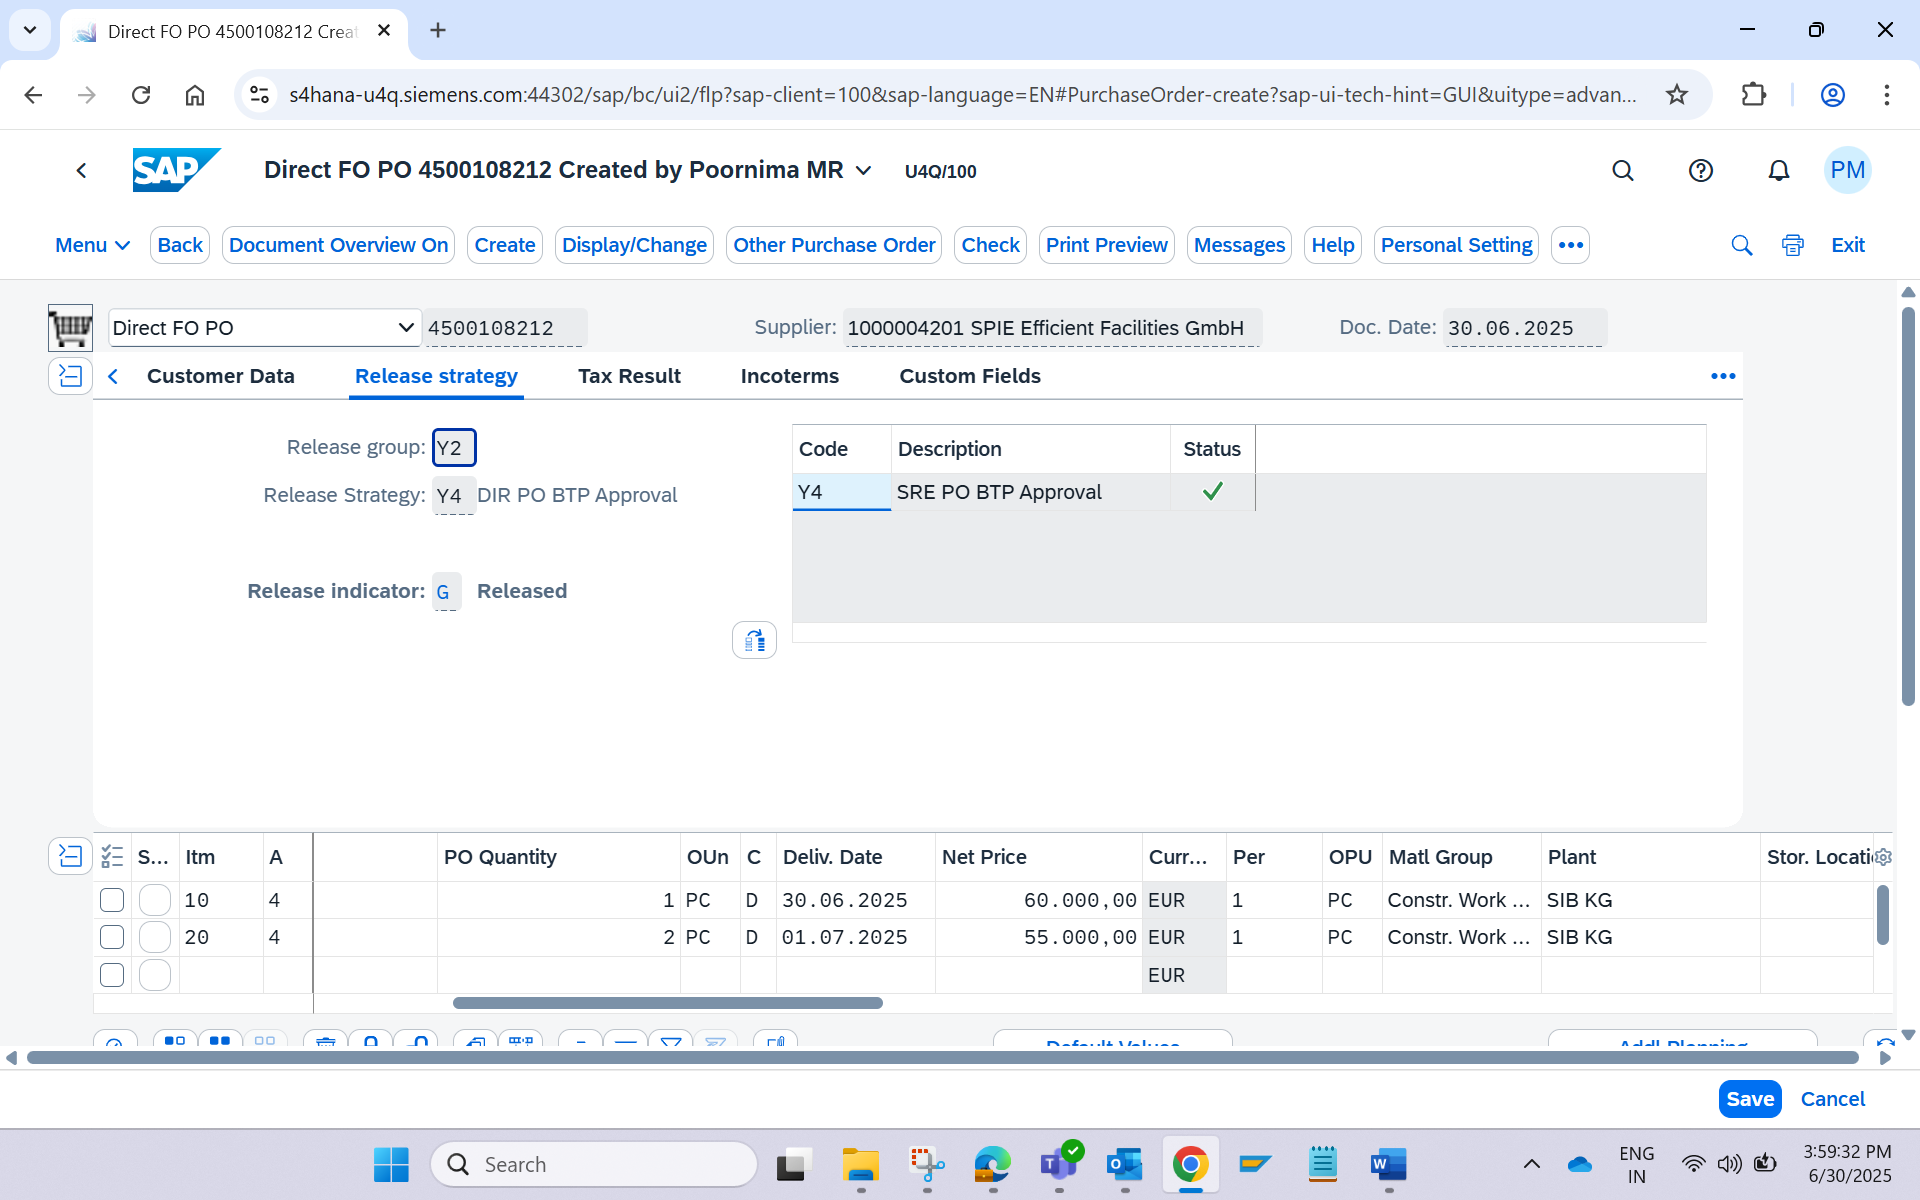 Direct FO PO 4500108212 Creat
s4hana-u4q.siemens.com:44302/sap/bc/ui2/flp?sap-client=100&sap-language=EN#PurchaseOrder-create?sap-ui-tech-hint=GUI&uitype=advan...
SAP Direct FO PO 4500108212 Created by Poornima MR U4Q/100 PM
Menu Back Document Overview On Create Display/Change Other Purchase Order Check Print Preview Messages Help Personal Setting ••• Exit
Direct FO PO 4500108212 Supplier: 1000004201 SPIE Efficient Facilities GmbH Doc. Date: 30.06.2025
Customer Data Release strategy Tax Result Incoterms Custom Fields •••
Release group: Y2
Release Strategy: Y4 DIR PO BTP Approval
Release indicator: G Released
Code Description Status
Y4 SRE PO BTP Approval
S... Itm A PO Quantity OUn C Deliv. Date Net Price Curr... Per OPU Matl Group Plant Stor. Locati
10 4 1 PC D 30.06.2025 60.000,00 EUR 1 PC Constr. Work ... SIB KG
20 4 2 PC D 01.07.2025 55.000,00 EUR 1 PC Constr. Work ... SIB KG
EUR
Default Values Addl Planning
Save Cancel
Search
ENG
IN
3:59:32 PM
6/30/2025